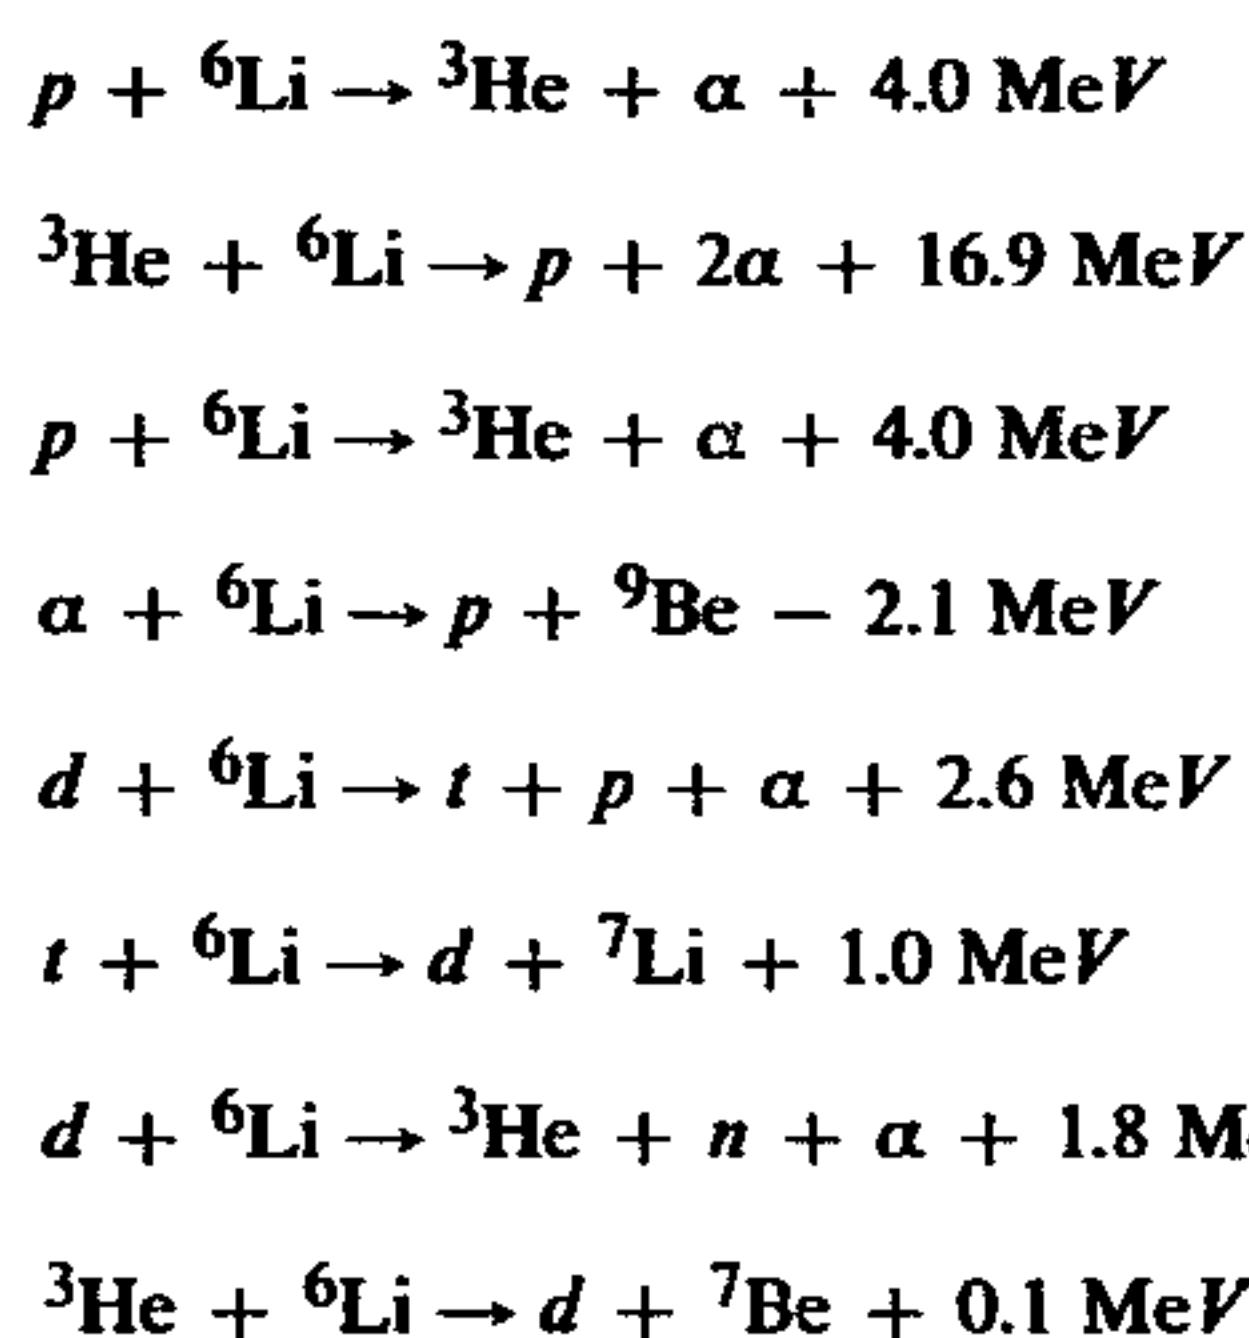 p + ⁶Li → ³He + α + 4.0 MeV
³He + ⁶Li → p + 2α + 16.9 MeV
p + ⁶Li → ³He + α + 4.0 MeV
α + ⁶Li → p + ⁹Be − 2.1 MeV
d + ⁶Li → t + p + α + 2.6 MeV
t + ⁶Li → d + ⁷Li + 1.0 MeV
d + ⁶Li → ³He + n + α + 1.8 M
³He + ⁶Li → d + ⁷Be + 0.1 MeV